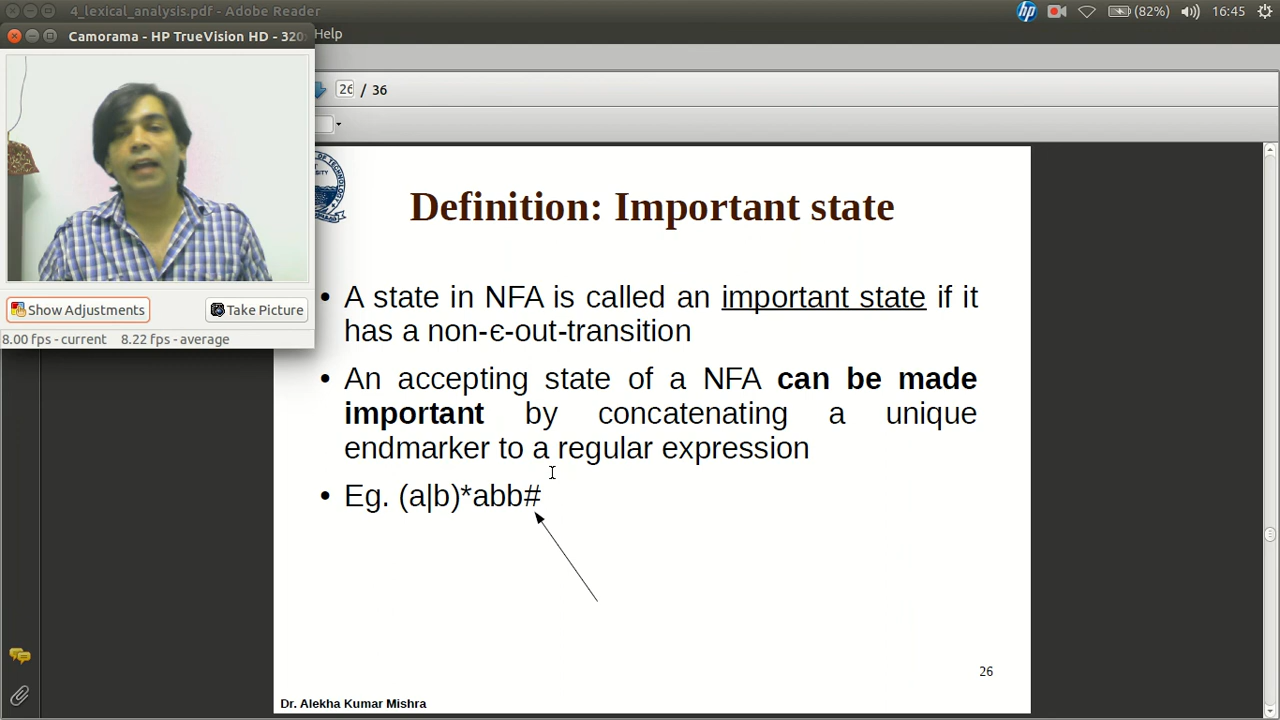 4_lexical_analysis.pdf - Adobe Reader
(82%)
16:45
Camorama - HP TrueVision HD - 320
Help
26 / 36
Show Adjustments
Take Picture
8.00 fps - current 8.22 fps - average
Definition: Important state
• A state in NFA is called an important state if it
has a non-є-out-transition
• An accepting state of a NFA can be made
important by concatenating a unique
endmarker to a regular expression
• Eg. (a|b)*abb#
26
Dr. Alekha Kumar Mishra